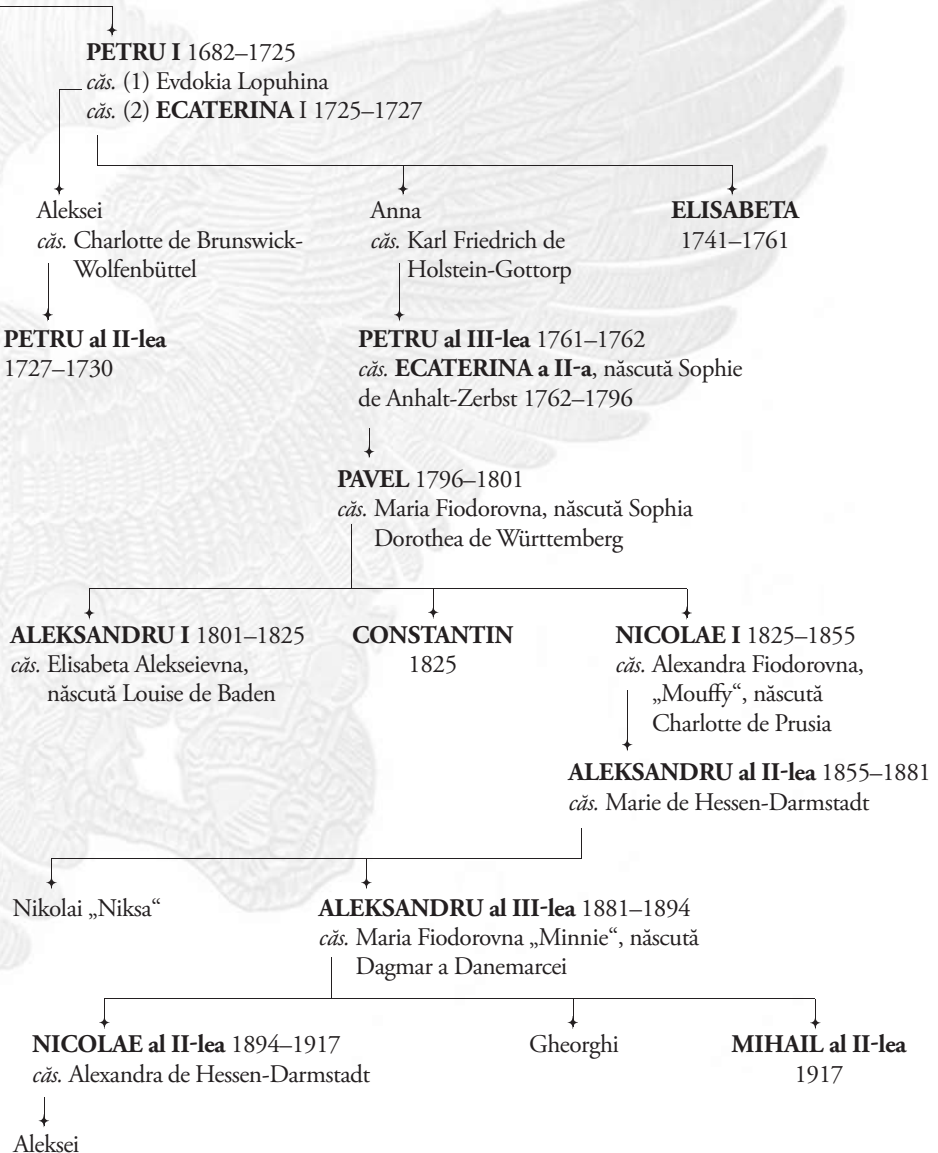 PETRU I 1682–1725
căs. (1) Evdokia Lopuhina
căs. (2) ECATERINA I 1725–1727
Aleksei
căs. Charlotte de Brunswick-
Wolfenbüttel
Anna
căs. Karl Friedrich de
Holstein-Gottorp
ELISABETA
1741–1761
PETRU al II-lea
1727–1730
PETRU al III-lea 1761–1762
căs. ECATERINA a II-a, născută Sophie
de Anhalt-Zerbst 1762–1796
PAVEL 1796–1801
căs. Maria Fiodorovna, născută Sophia
Dorothea de Württemberg
ALEKSANDRU I 1801–1825
căs. Elisabeta Alekseievna,
născută Louise de Baden
CONSTANTIN
1825
NICOLAE I 1825–1855
căs. Alexandra Fiodorovna,
„Mouffy“, născută
Charlotte de Prusia
ALEKSANDRU al II-lea 1855–1881
căs. Marie de Hessen-Darmstadt
Nikolai „Niksa“
ALEKSANDRU al III-lea 1881–1894
căs. Maria Fiodorovna „Minnie“, născută
Dagmar a Danemarcei
NICOLAE al II-lea 1894–1917
căs. Alexandra de Hessen-Darmstadt
Gheorghi
MIHAIL al II-lea
1917
Aleksei